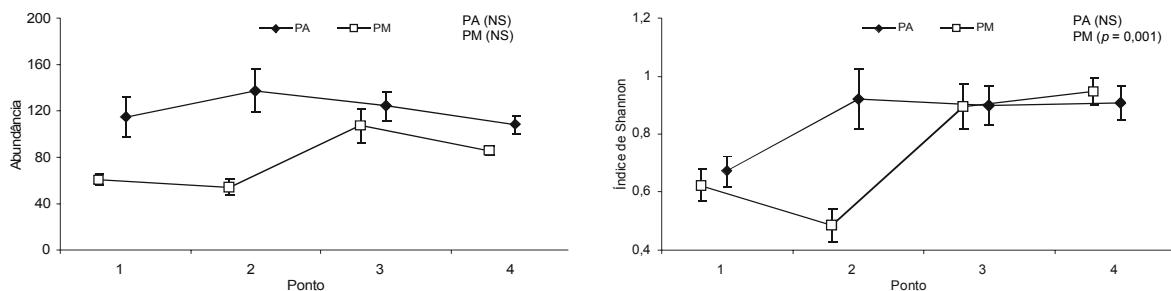 200
160
120
80
40
0
Abundância
PA
PM
PA (NS)
PM (NS)
1 2 3 4
Ponto
1,2
1
0,8
0,6
0,4
Índice de Shannon
PA
PM
PA (NS)
PM (p = 0,001)
1 2 3 4
Ponto